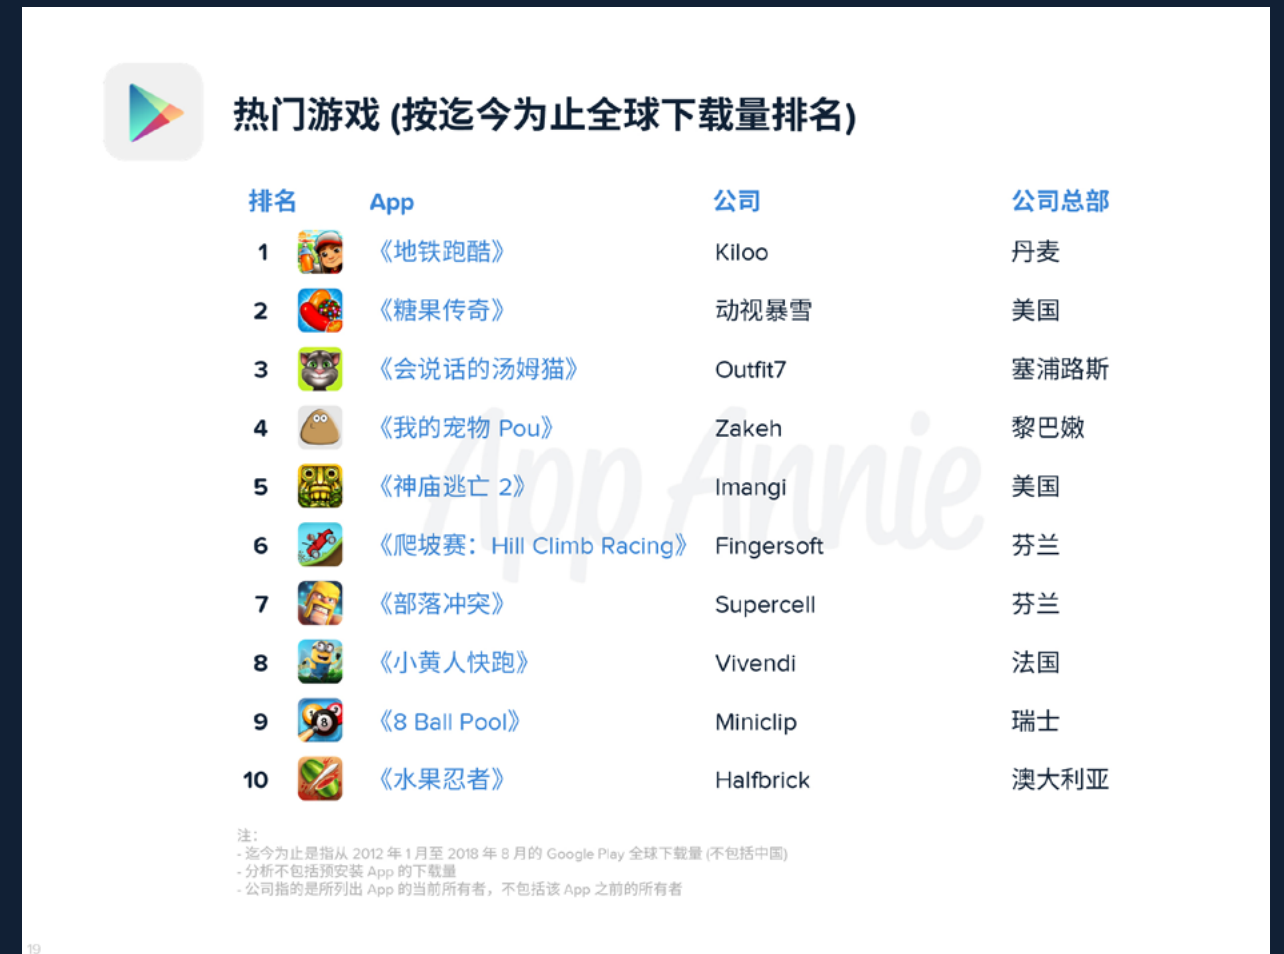 热门游戏 (按迄今为止全球下载量排名)
排名 App 公司 公司总部
1 《地铁跑酷》 Kiloo 丹麦
2 《糖果传奇》 动视暴雪 美国
3 《会说话的汤姆猫》 Outfit7 塞浦路斯
4 《我的宠物 Pou》 Zakeh 黎巴嫩
5 《神庙逃亡 2》 Imangi 美国
6 《爬坡赛：Hill Climb Racing》 Fingersoft 芬兰
7 《部落冲突》 Supercell 芬兰
8 《小黄人快跑》 Vivendi 法国
9 《8 Ball Pool》 Miniclip 瑞士
10 《水果忍者》 Halfbrick 澳大利亚
App Annie
注：
- 迄今为止是指从 2012 年 1 月至 2018 年 8 月的 Google Play 全球下载量 (不包括中国)
- 分析不包括预安装 App 的下载量
- 公司指的是所列出 App 的当前所有者，不包括该 App 之前的所有者
19